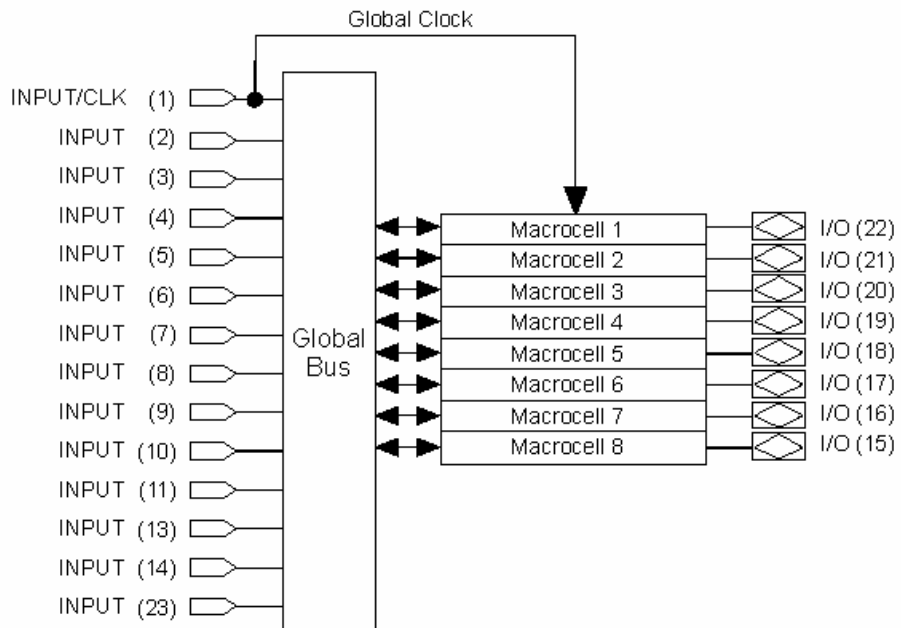 Global Clock
INPUT/CLK (1)
INPUT (2)
INPUT (3)
INPUT (4)
INPUT (5)
INPUT (6)
INPUT (7)
INPUT (8)
INPUT (9)
INPUT (10)
INPUT (11)
INPUT (13)
INPUT (14)
INPUT (23)
Global
Bus
Macrocell 1 I/O (22)
Macrocell 2 I/O (21)
Macrocell 3 I/O (20)
Macrocell 4 I/O (19)
Macrocell 5 I/O (18)
Macrocell 6 I/O (17)
Macrocell 7 I/O (16)
Macrocell 8 I/O (15)